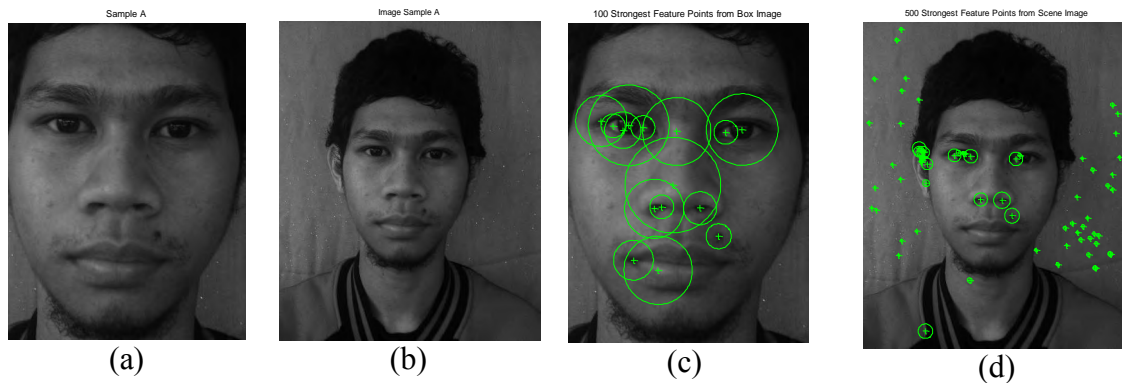 Sample A
Image Sample A
100 Strongest Feature Points from Box Image
500 Strongest Feature Points from Scene Image
(a)
(b)
(c)
(d)